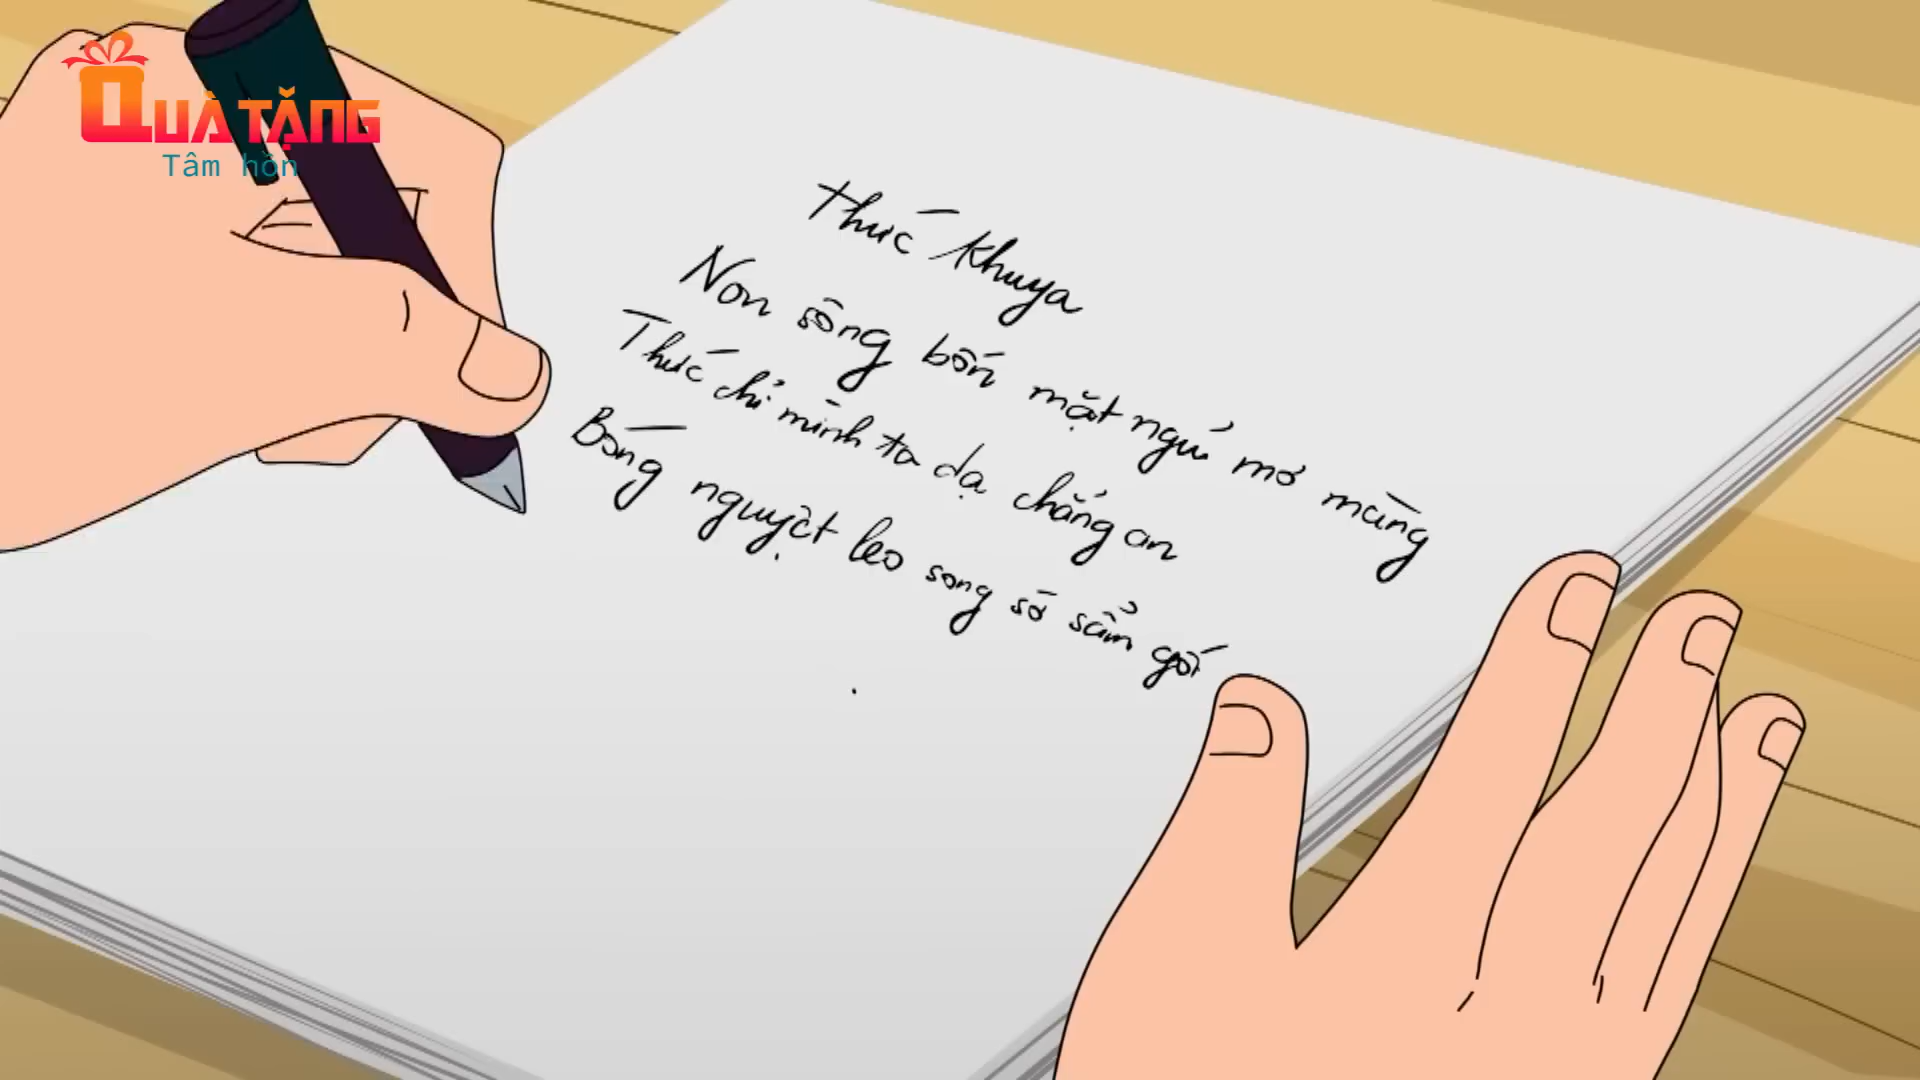 QUÀ TẶNG
Tâm hồn
Thức khuya
Non sông bốn mặt ngủ mơ màng
Thức chỉ mình ta dạ chẳng an
Bóng nguyệt leo song sờ sẩm gối